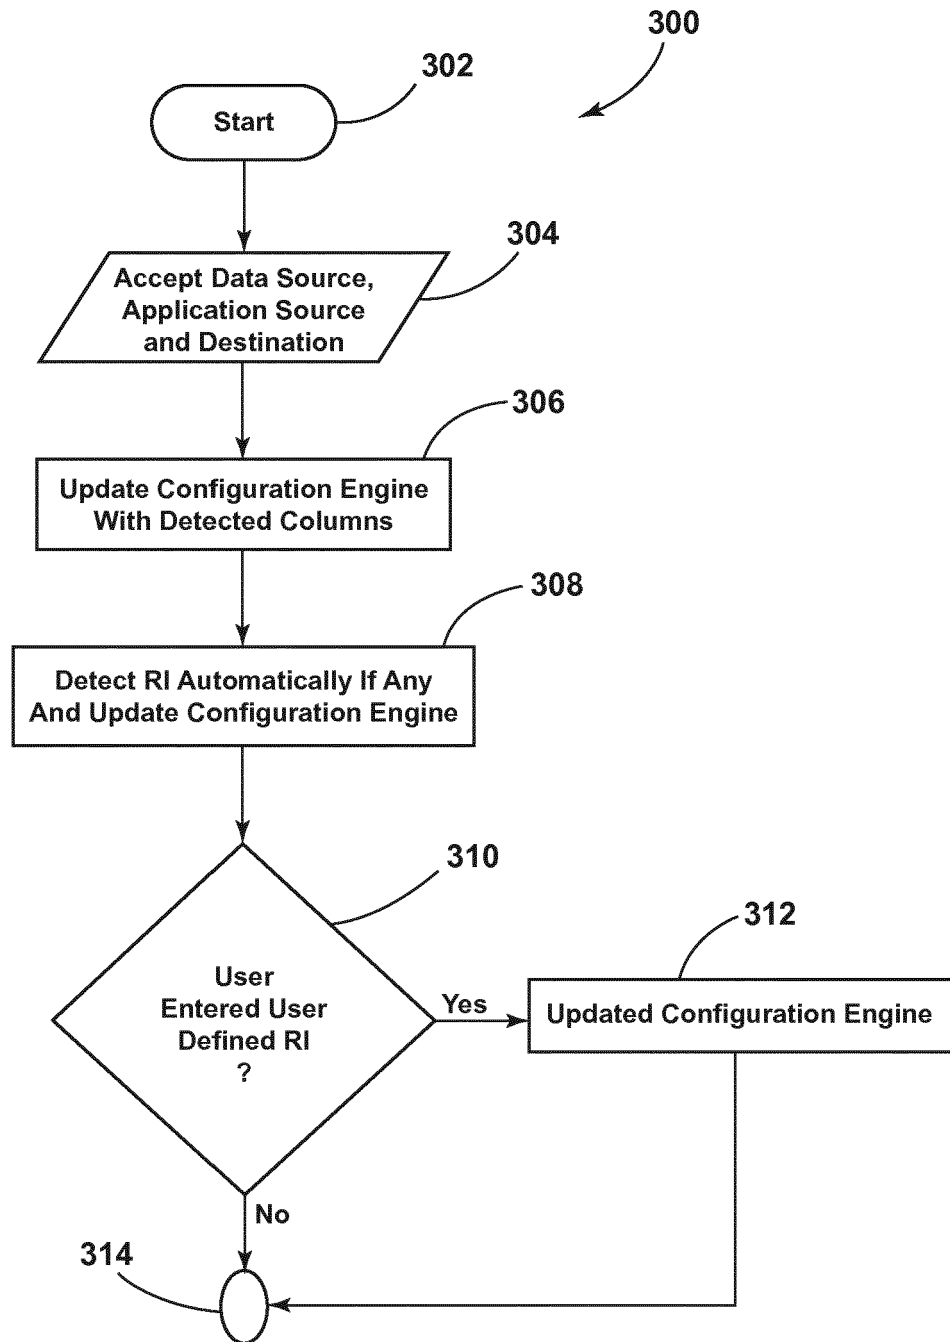 300
302
Start
304
Accept Data Source,
Application Source
and Destination
306
Update Configuration Engine
With Detected Columns
308
Detect RI Automatically If Any
And Update Configuration Engine
310
User
Entered User
Defined RI
?
Yes
312
Updated Configuration Engine
No
314